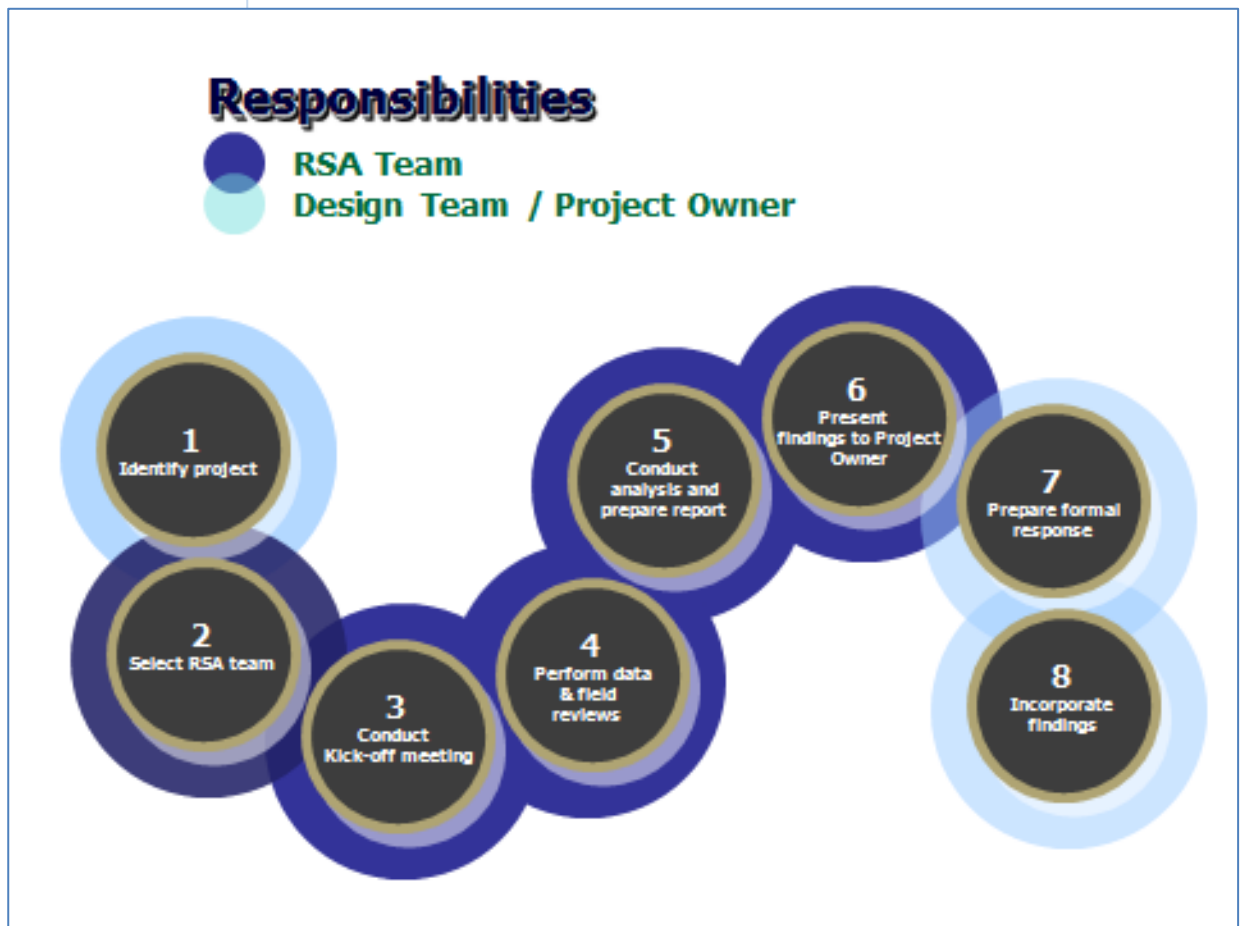 Responsibilities
RSA Team
Design Team / Project Owner
1
Identify project
2
Select RSA team
3
Conduct
Kick-off meeting
4
Perform data
& field
reviews
5
Conduct
analysis and
prepare report
6
Present
findings to Project
Owner
7
Prepare formal
response
8
Incorporate
findings